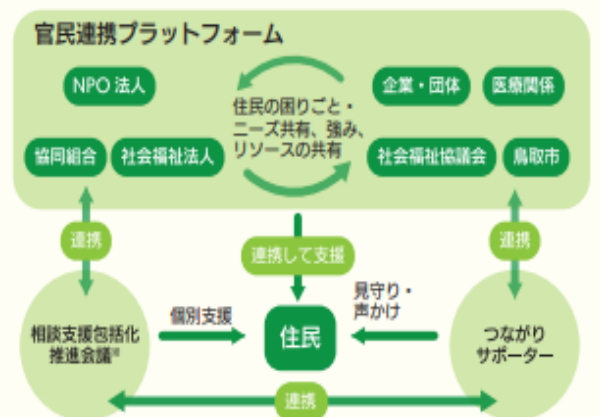 官民連携プラットフォーム
NPO 法人
企業・団体
医療関係
住民の困りごと・
ニーズ共有、強み、
リソースの共有
協同組合
社会福祉法人
社会福祉協議会
鳥取市
連携
連携して支援
連携
相談支援包括化
推進会議※
個別支援
住民
見守り・
声かけ
つながり
サポーター
連携